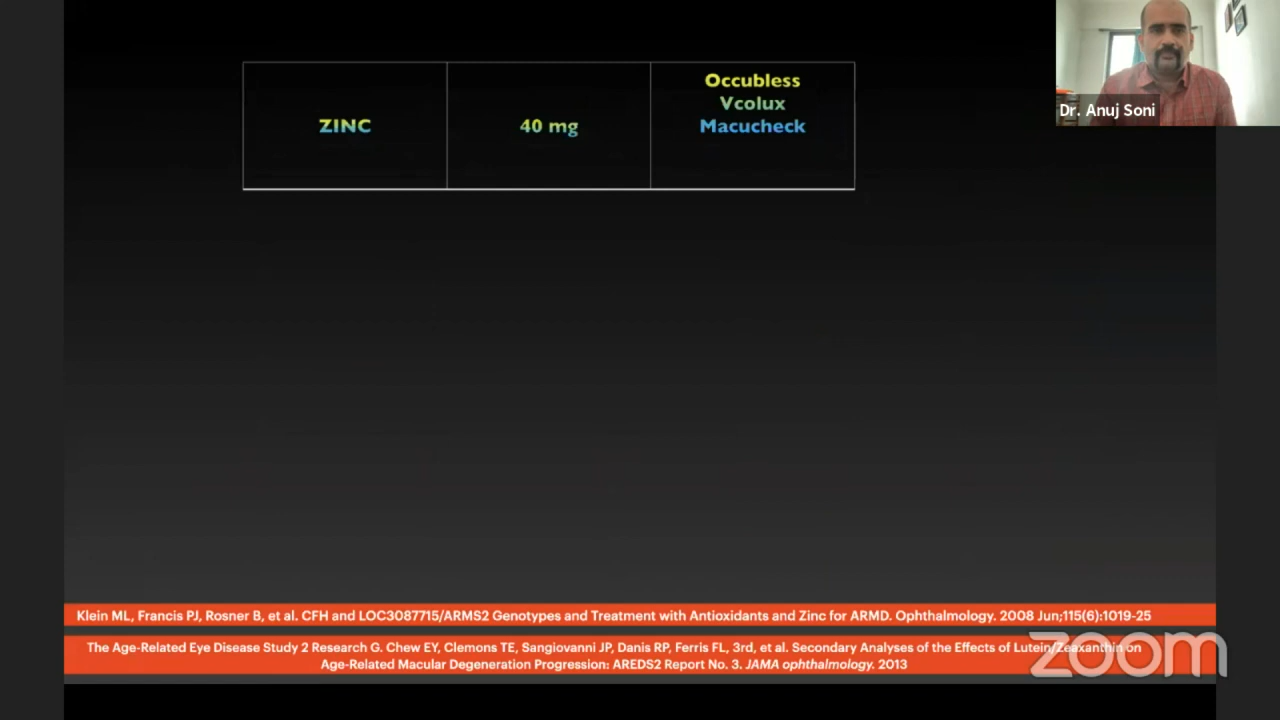 Occubless
Vcolux
ZINC 40 mg Macucheck
Dr. Anuj Soni
Klein ML, Francis PJ, Rosner B, et al. CFH and LOC3087715/ARMS2 Genotypes and Treatment with Antioxidants and Zinc for ARMD. Ophthalmology. 2008 Jun;115(6):1019-25
The Age-Related Eye Disease Study 2 Research G. Chew EY, Clemons TE, Sangiovanni JP, Danis RP, Ferris FL, 3rd, et al. Secondary Analyses of the Effects of Lutein/Zeaxanthin on
Age-Related Macular Degeneration Progression: AREDS2 Report No. 3. JAMA ophthalmology. 2013
zoom